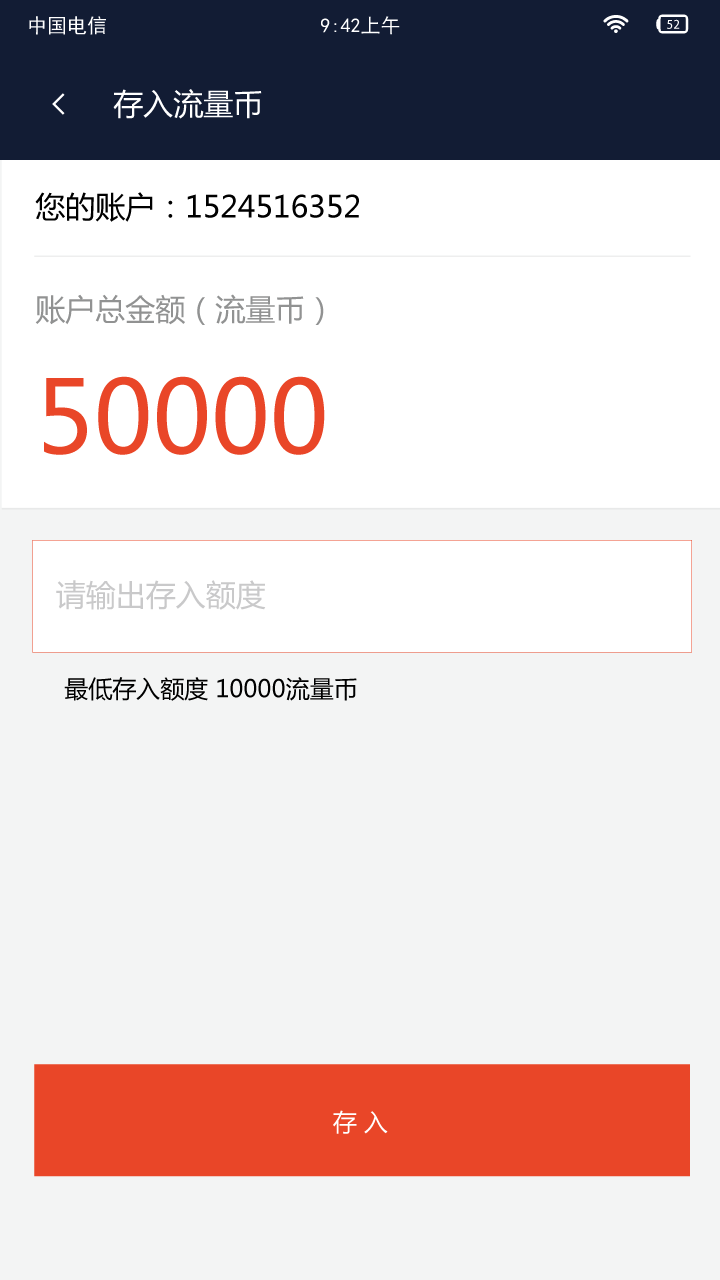 中国电信 9:42上午 52
存入流量币
您的账户：1524516352
账户总金额（流量币）
50000
请输出存入额度
最低存入额度 10000流量币
存 入